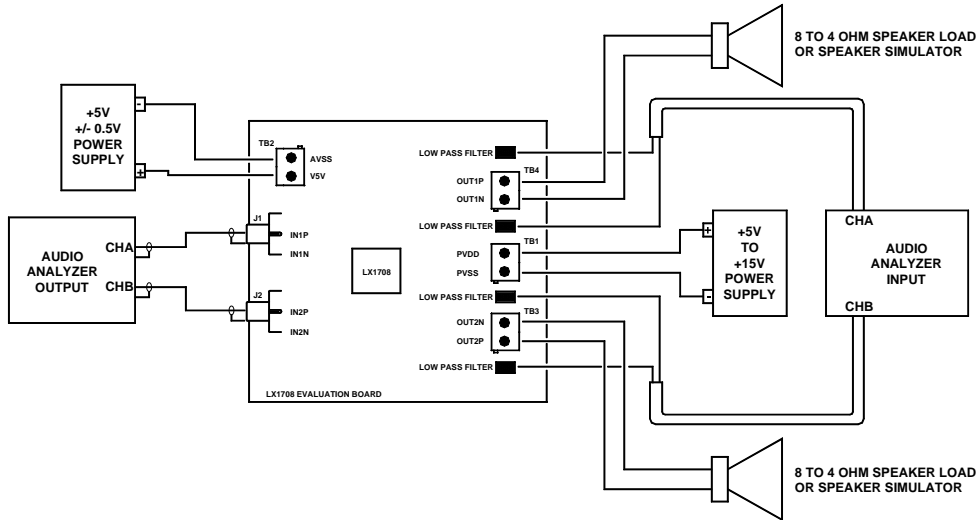 8 TO 4 OHM SPEAKER LOAD
OR SPEAKER SIMULATOR
-
+5V
+/- 0.5V
POWER
SUPPLY
+
TB2
AVSS
V5V
LOW PASS FILTER
TB4
OUT1P
OUT1N
J1
IN1P
IN1N
LOW PASS FILTER
TB1
PVDD
PVSS
+
+5V
TO
+15V
POWER
SUPPLY
-
CHA
AUDIO
ANALYZER
INPUT
CHB
AUDIO
ANALYZER
OUTPUT
CHA
CHB
LX1708
J2
IN2P
IN2N
LOW PASS FILTER
TB3
OUT2N
OUT2P
LOW PASS FILTER
LX1708 EVALUATION BOARD
8 TO 4 OHM SPEAKER LOAD
OR SPEAKER SIMULATOR